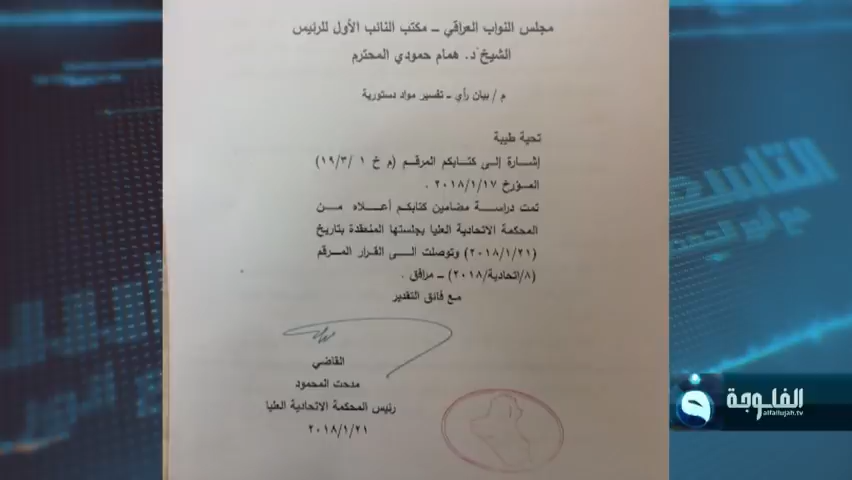 مجلس النواب العراقي – مكتب النائب الأول للرئيس
الشيخ د. همام حمودي المحترم
م / بيان رأي – تفسير مواد دستورية
تحية طيبة
إشارة إلى كتابكم المرقم (م خ ١ /١٩/٣)
المؤرخ ٢٠١٨/١/١٧ .
تمت دراسة مضامين كتابكم أعلاه من
المحكمة الاتحادية العليا بجلستها المنعقدة بتاريخ
(٢٠١٨/١/٢١) وتوصلت الى القرار المرقم
(٨/اتحادية/٢٠١٨) – مرافق .
مع فائق التقدير
القاضي
مدحت المحمود
رئيس المحكمة الاتحادية العليا
٢٠١٨/١/٢١
الفلوجة
alfallujah.tv